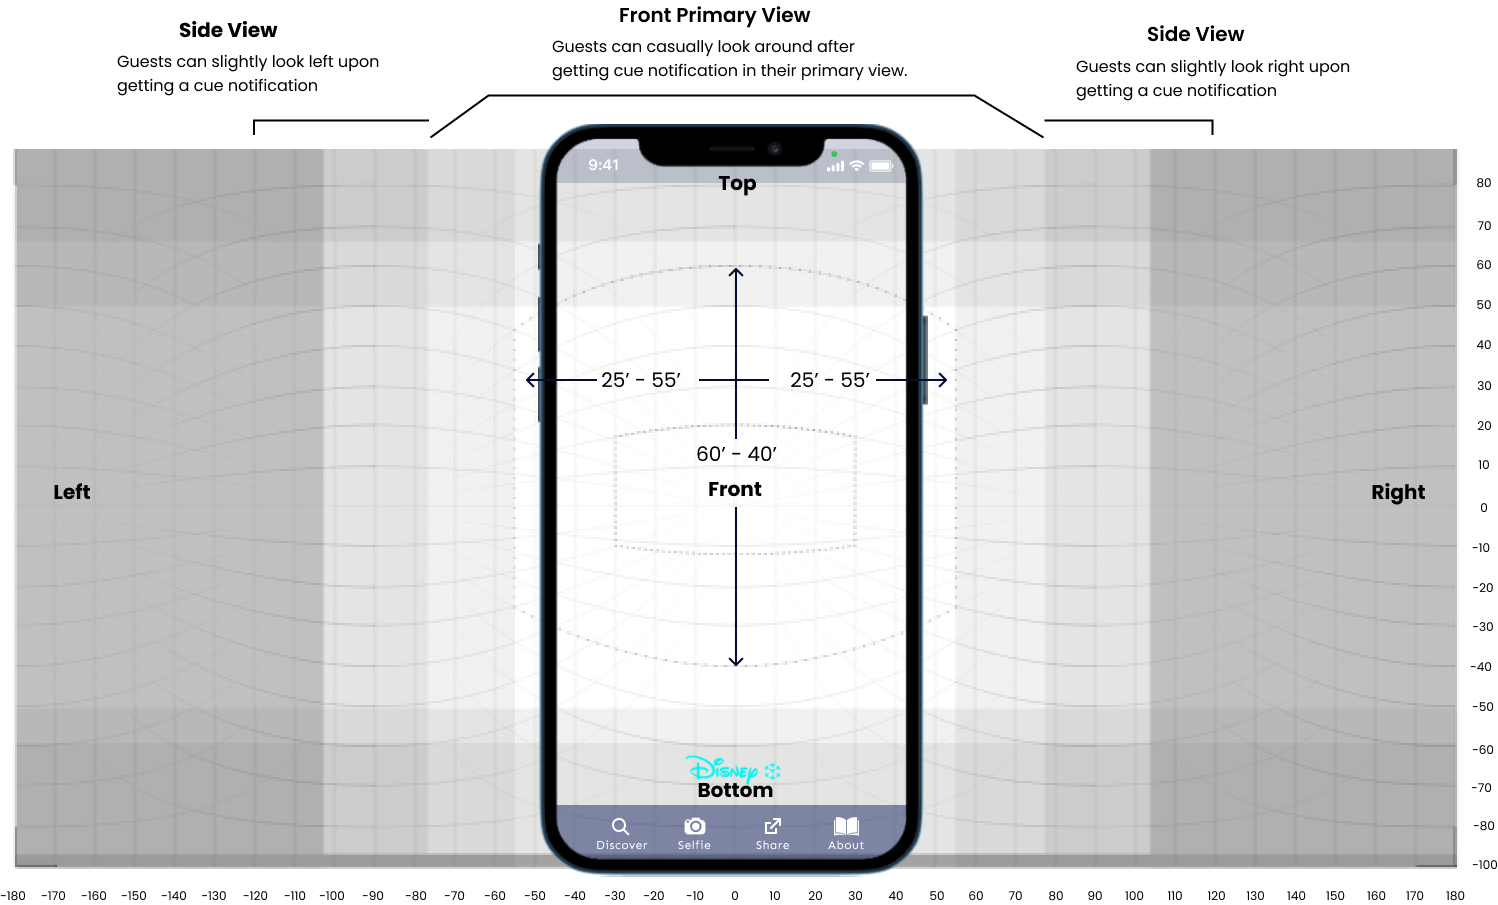 Side View
Guests can slightly look left upon
getting a cue notification
Front Primary View
Guests can casually look around after
getting cue notification in their primary view.
Side View
Guests can slightly look right upon
getting a cue notification
9:41
Top
25’ - 55’
25’ - 55’
60’ - 40’
Front
Left
Right
Disney
Bottom
Discover
Selfie
Share
About
80
70
60
50
40
30
20
10
0
-10
-20
-30
-40
-50
-60
-70
-80
-100
-180 -170 -160 -150 -140 -130 -120 -110 -100 -90 -80 -70 -60 -50 -40 -30 -20 -10 0 10 20 30 40 50 60 70 80 90 100 110 120 130 140 150 160 170 180